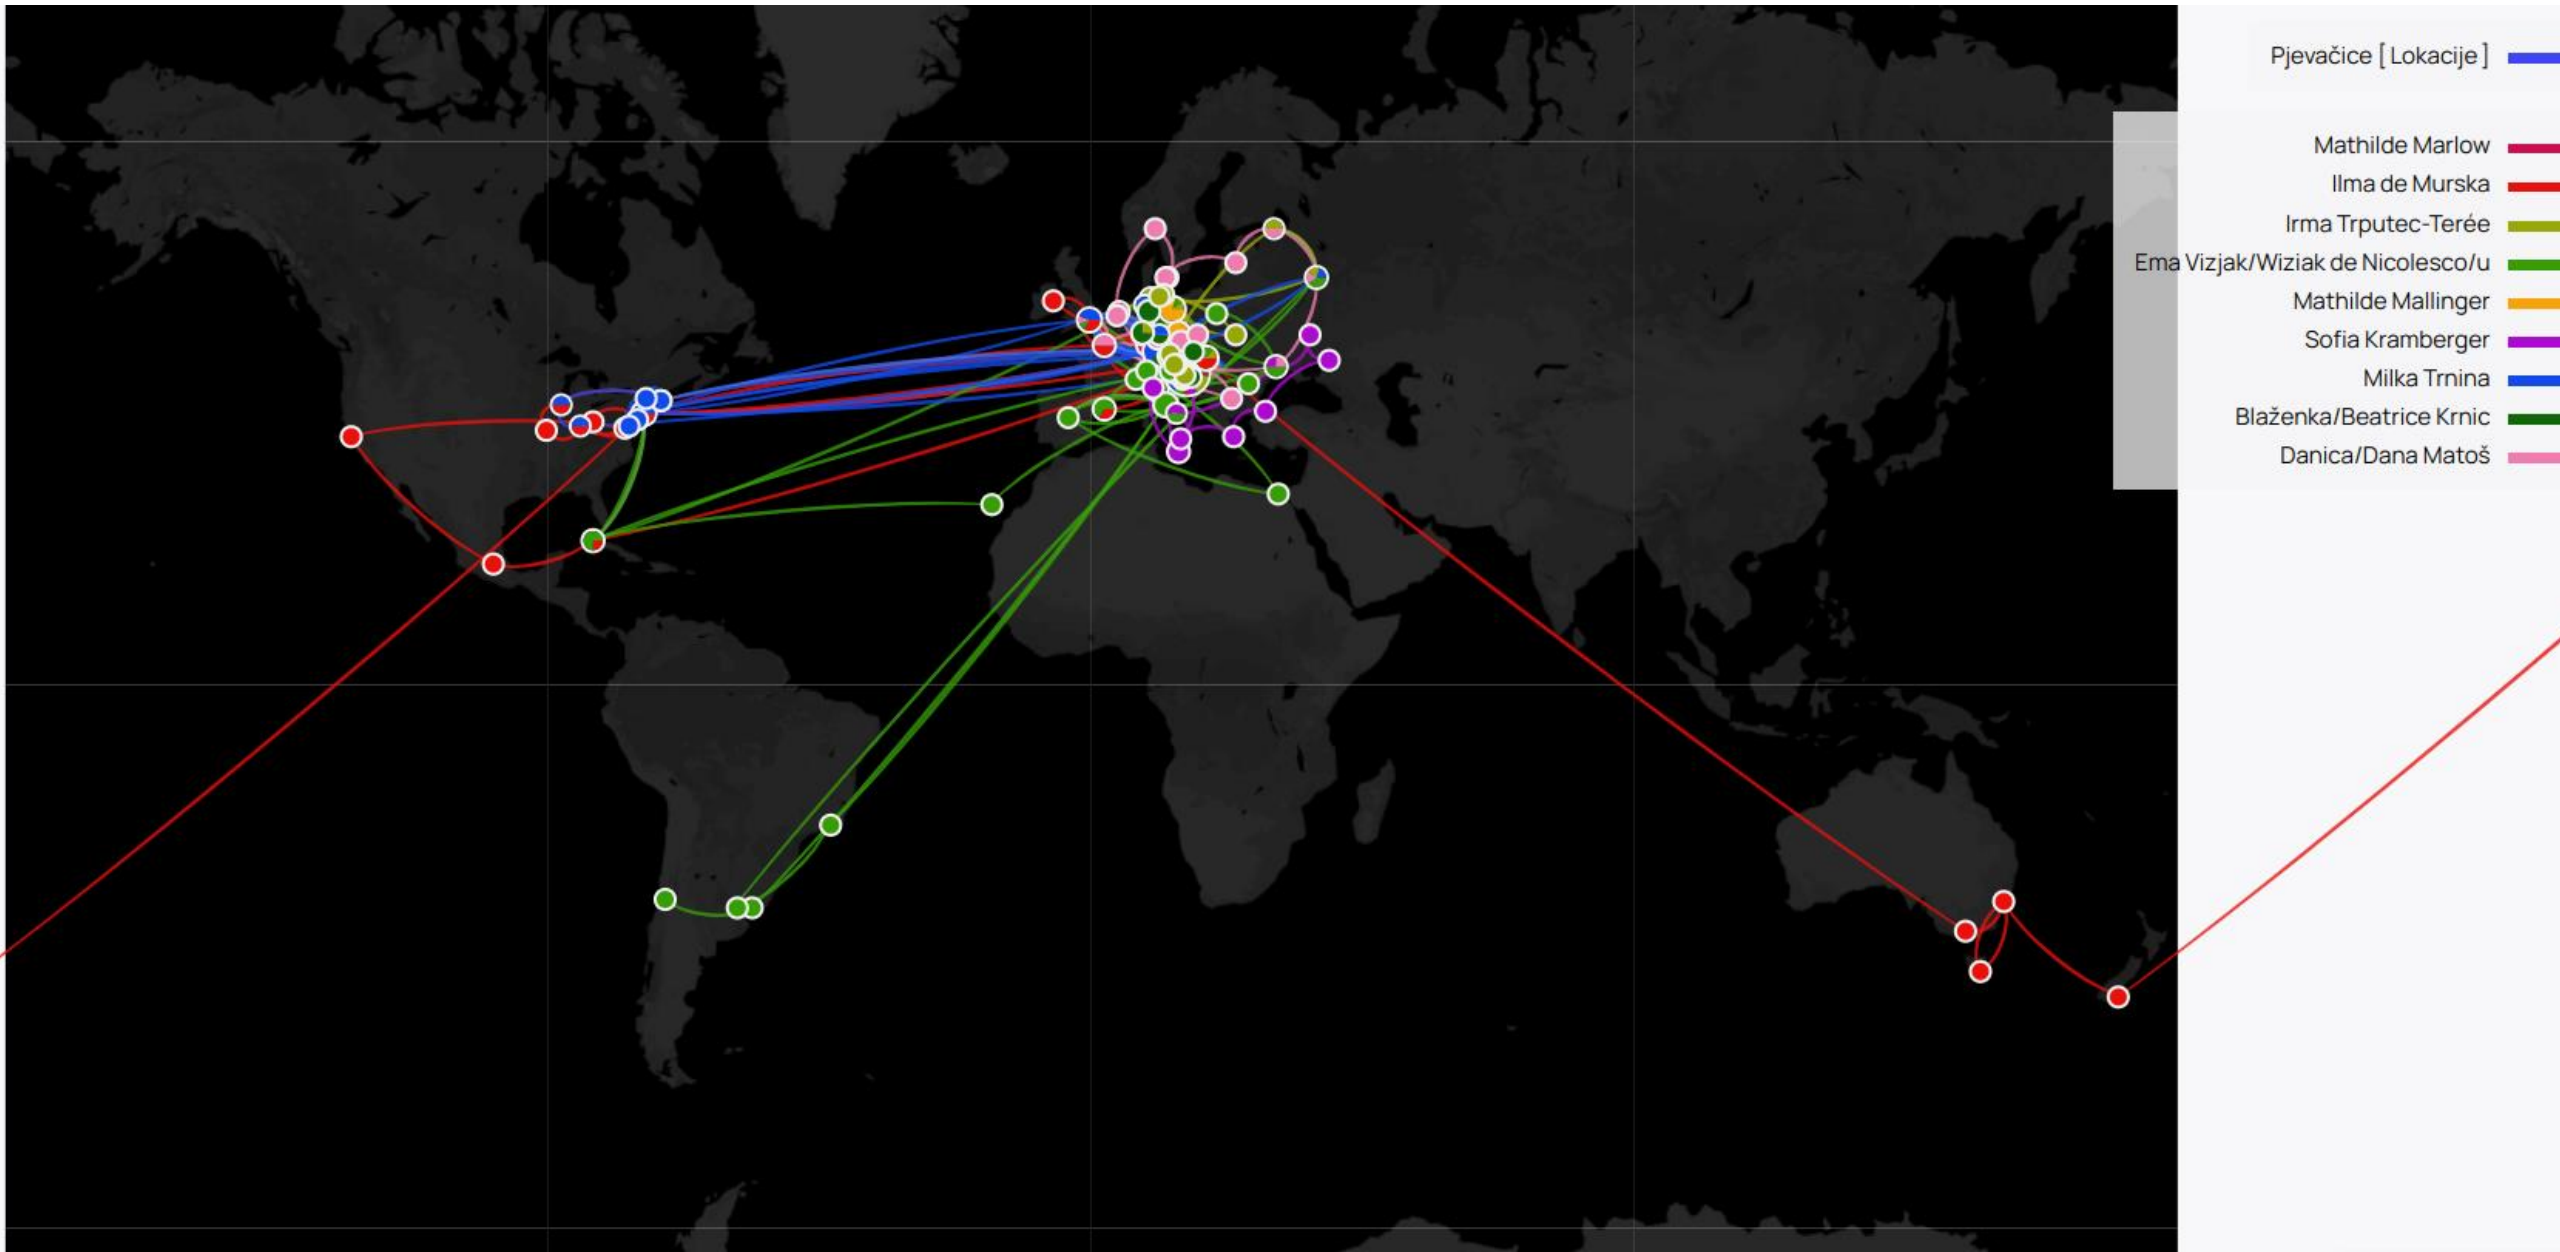 Pjevačice [ Lokacije ]
Mathilde Marlow
Ilma de Murska
Irma Trputec-Terée
Ema Vizjak/Wiziak de Nicolesco/u
Mathilde Mallinger
Sofia Kramberger
Milka Trnina
Blaženka/Beatrice Krnic
Danica/Dana Matoš